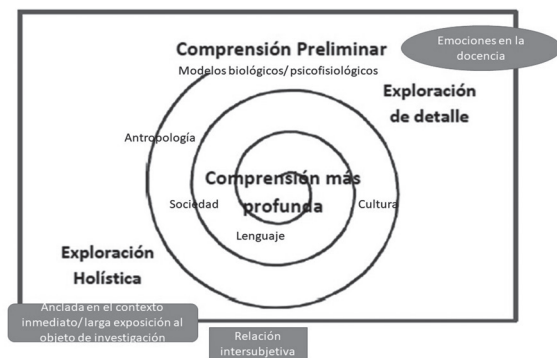 Emociones en la
docencia
Comprensión Preliminar
Modelos biológicos/ psicofisiológicos
Exploración
de detalle
Antropología
Comprensión más
profunda
Sociedad
Cultura
Lenguaje
Exploración
Holística
Anclada en el contexto
inmediato/ larga exposición al
objeto de investigación
Relación
intersubjetiva